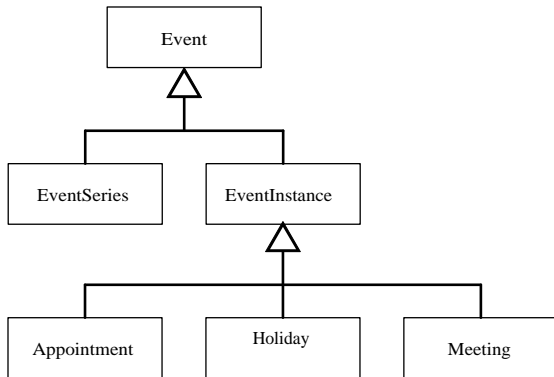 Event
EventSeries
EventInstance
Appointment
Holiday
Meeting